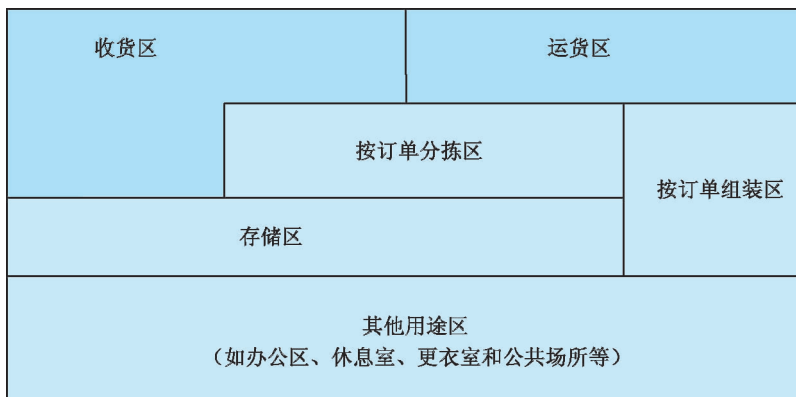 收货区
运货区
按订单分拣区
按订单组装区
存储区
其他用途区
（如办公区、休息室、更衣室和公共场所等）